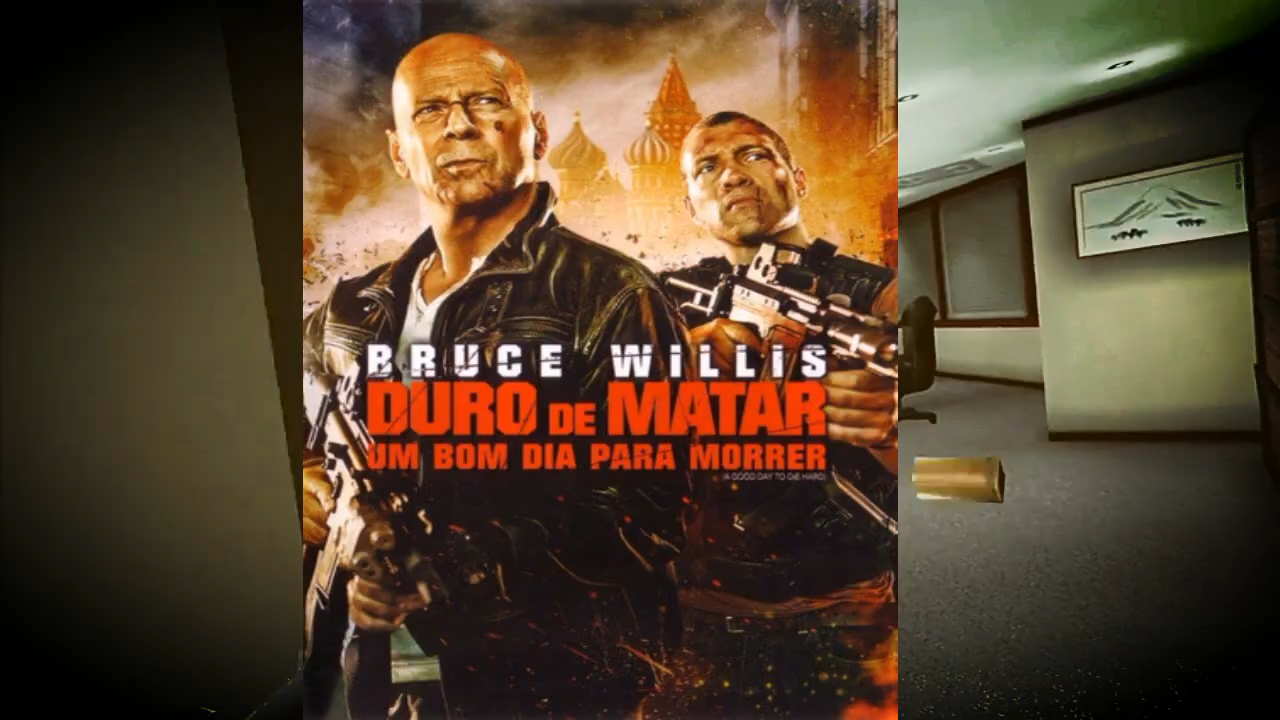 BRUCE WILLIS
DURO DE MATAR
UM BOM DIA PARA MORRER
(A GOOD DAY TO DIE HARD)